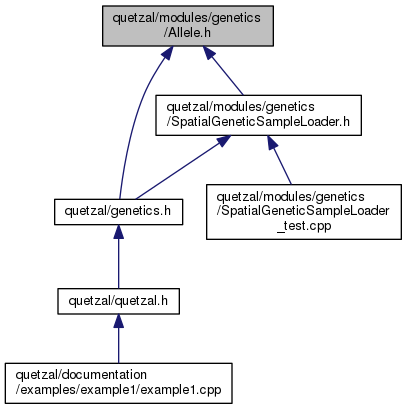 quetzal/modules/genetics
/Allele.h
quetzal/modules/genetics
/SpatialGeneticSampleLoader.h
quetzal/genetics.h
quetzal/modules/genetics
/SpatialGeneticSampleLoader
_test.cpp
quetzal/quetzal.h
quetzal/documentation
/examples/example1/example1.cpp